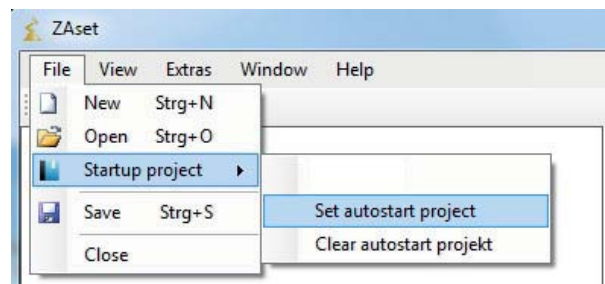 ZAset
File View Extras Window Help
New Strg+N
Open Strg+O
Startup project
Set autostart project
Save Strg+S
Clear autostart projekt
Close